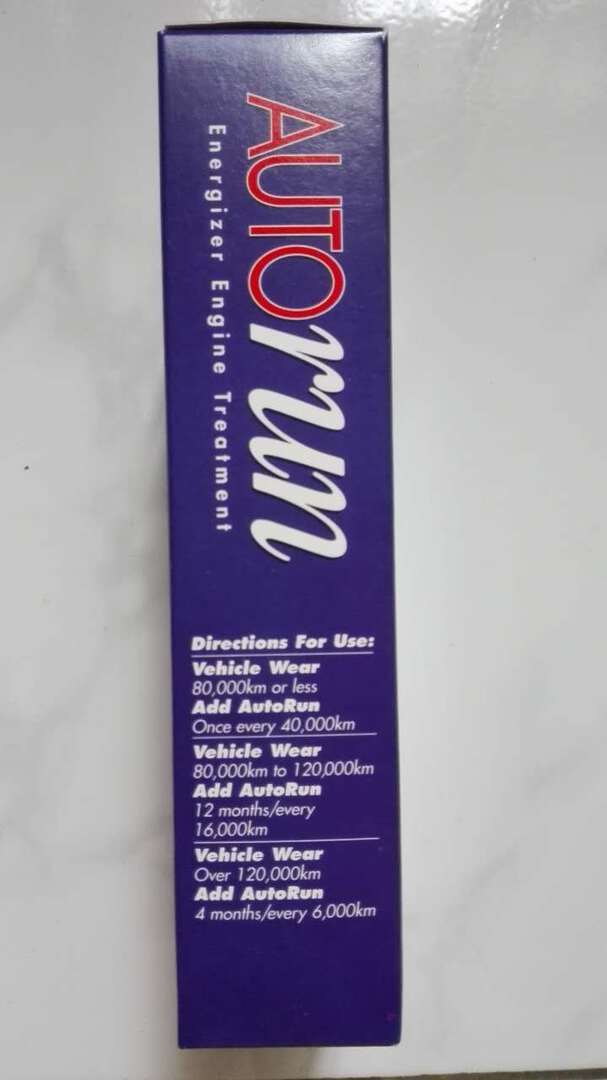 AUTOrun
Energizer Engine Treatment
Directions For Use:
Vehicle Wear
80,000km or less
Add AutoRun
Once every 40,000km
Vehicle Wear
80,000km to 120,000km
Add AutoRun
12 months/every
16,000km
Vehicle Wear
Over 120,000km
Add AutoRun
4 months/every 6,000km